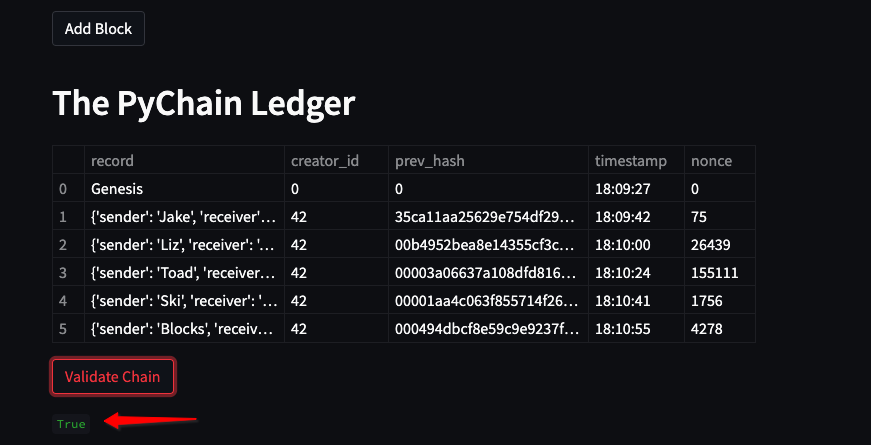 Add Block
The PyChain Ledger
record creator_id prev_hash timestamp nonce
0 Genesis 0 0 18:09:27 0
1 {'sender': 'Jake', 'receiver'... 42 35ca11aa25629e754df29... 18:09:42 75
2 {'sender': 'Liz', 'receiver': '... 42 00b4952bea8e14355cf3c... 18:10:00 26439
3 {'sender': 'Toad', 'receiver... 42 00003a06637a108dfd816... 18:10:24 155111
4 {'sender': 'Ski', 'receiver': '... 42 00001aa4c063f855714f26... 18:10:41 1756
5 {'sender': 'Blocks', 'receiv... 42 000494dbcf8e59c9e9237f... 18:10:55 4278
Validate Chain
True